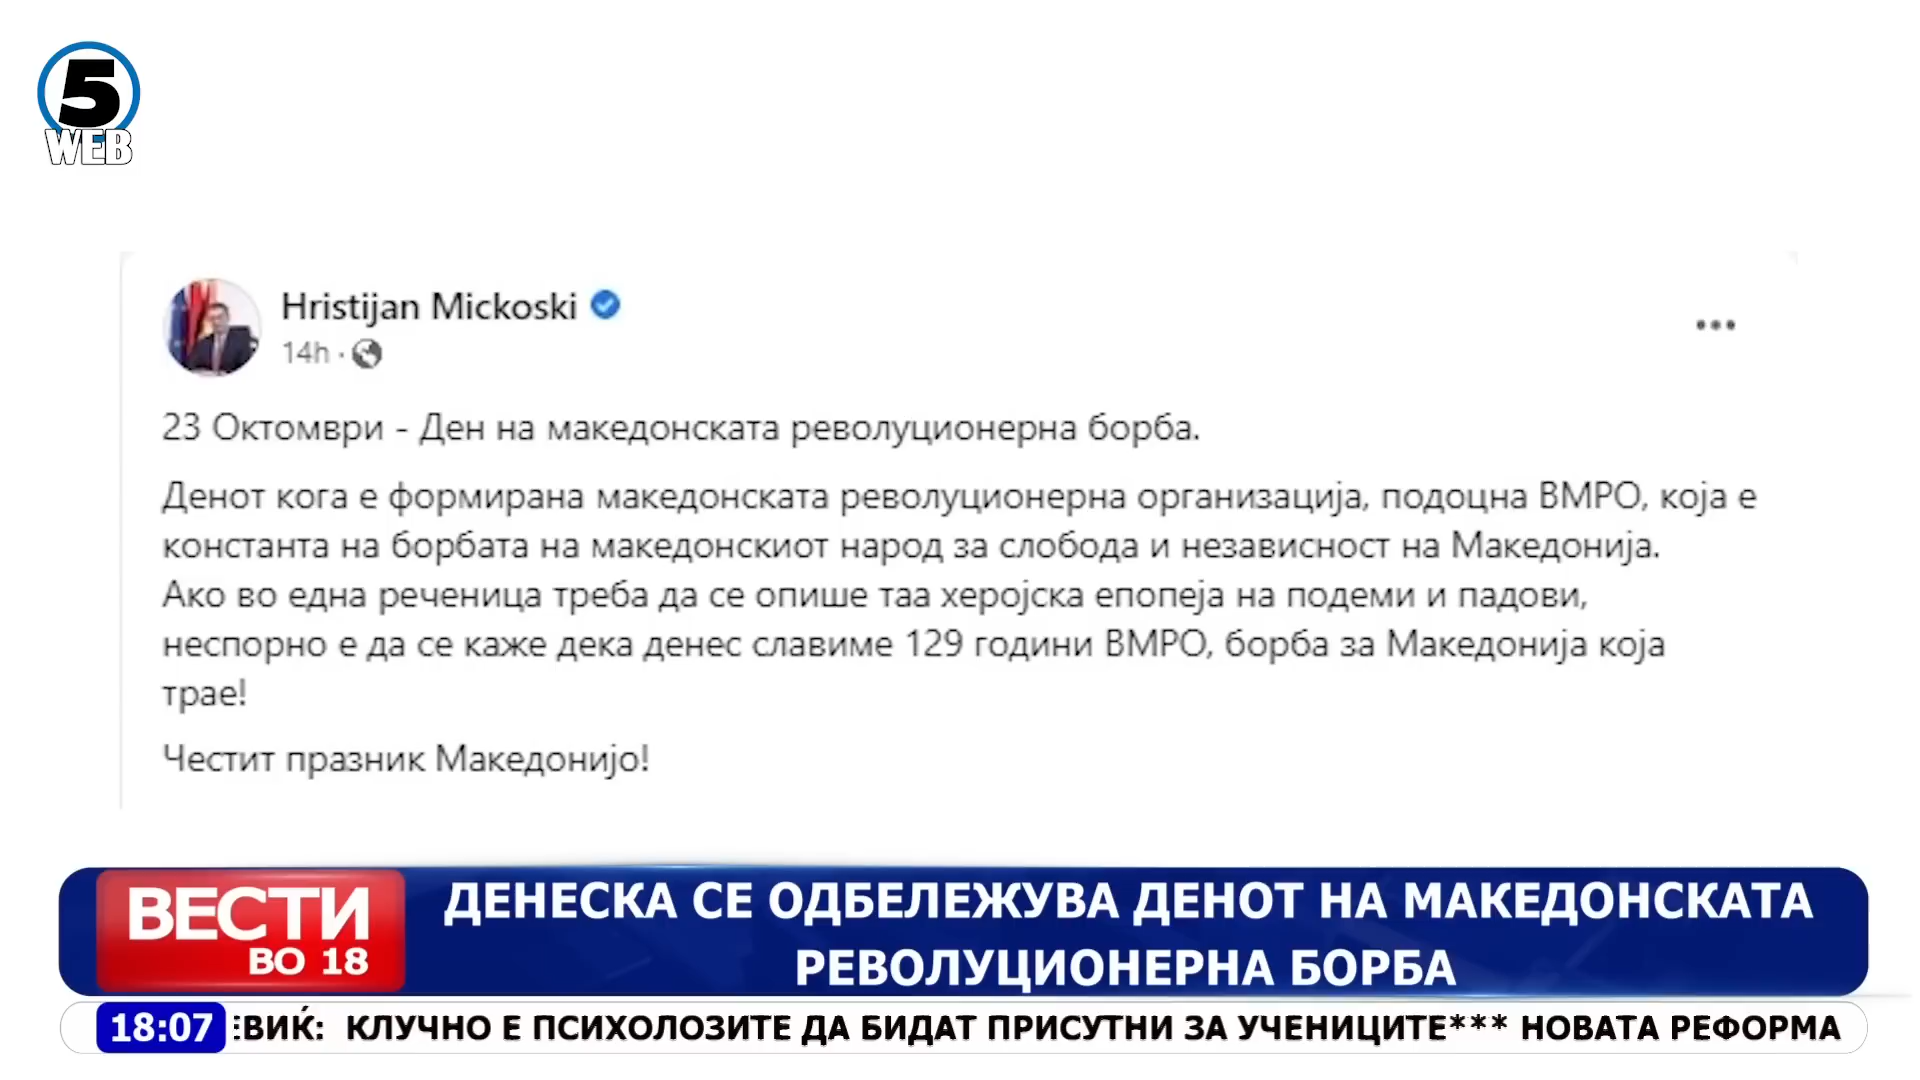 5
WEB
Hristijan Mickoski
14h ·
23 Октомври - Ден на македонската револуционерна борба.
Денот кога е формирана македонската револуционерна организација, подоцна ВМРО, која е
константа на борбата на македонскиот народ за слобода и независност на Македонија.
Ако во една реченица треба да се опише таа херојска епопеја на подеми и падови,
неспорно е да се каже дека денес славиме 129 години ВМРО, борба за Македонија која
трае!
Честит празник Македонијо!
ВЕСТИ
ВО 18
ДЕНЕСКА СЕ ОДБЕЛЕЖУВА ДЕНОТ НА МАКЕДОНСКАТА
РЕВОЛУЦИОНЕРНА БОРБА
18:07 ЕВИЌ: КЛУЧНО Е ПСИХОЛОЗИТЕ ДА БИДАТ ПРИСУТНИ ЗА УЧЕНИЦИТЕ*** НОВАТА РЕФОРМА